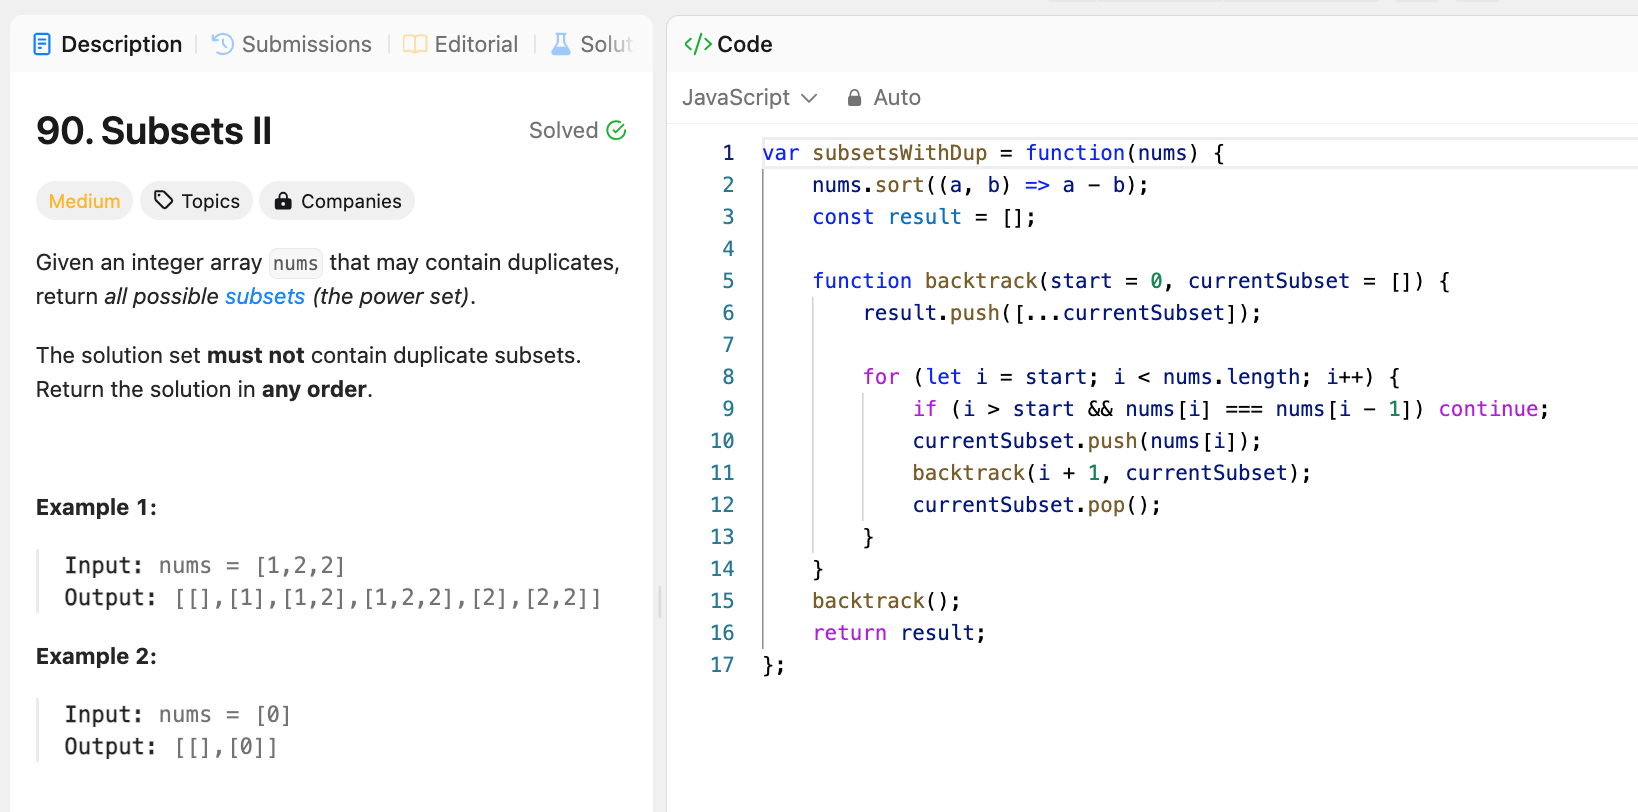 Description
Submissions
Editorial
Solut
90. Subsets II
Solved
Medium
Topics
Companies
Given an integer array nums that may contain duplicates,
return all possible subsets (the power set).
The solution set must not contain duplicate subsets.
Return the solution in any order.
Example 1:
Input: nums = [1,2,2]
Output: [[],[1],[1,2],[1,2,2],[2],[2,2]]
Example 2:
Input: nums = [0]
Output: [[],[0]]
</> Code
JavaScript
Auto
1 var subsetsWithDup = function(nums) {
2     nums.sort((a, b) => a - b);
3     const result = [];
4
5     function backtrack(start = 0, currentSubset = []) {
6         result.push([...currentSubset]);
7
8         for (let i = start; i < nums.length; i++) {
9             if (i > start && nums[i] === nums[i - 1]) continue;
10             currentSubset.push(nums[i]);
11             backtrack(i + 1, currentSubset);
12             currentSubset.pop();
13         }
14     }
15     backtrack();
16     return result;
17 };